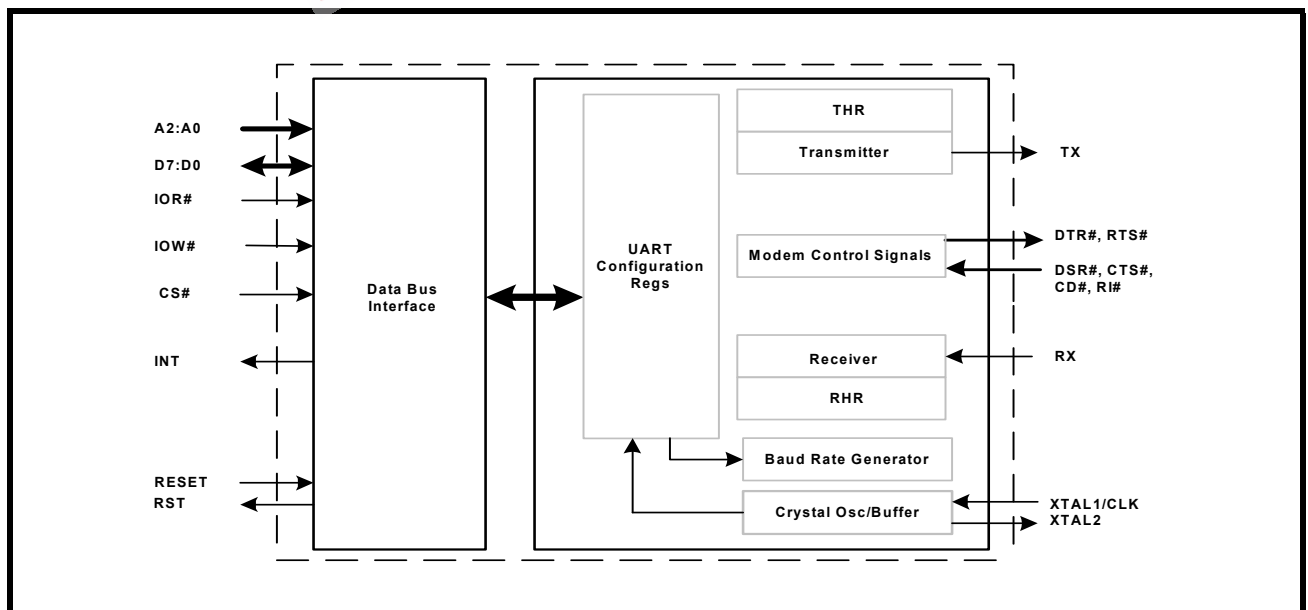 A2:A0
D7:D0
IOR#
IOW#
CS#
INT
RESET
RST
Data Bus
Interface
UART
Configuration
Regs
THR
Transmitter
Modem Control Signals
Receiver
RHR
Baud Rate Generator
Crystal Osc/Buffer
TX
DTR#, RTS#
DSR#, CTS#,
CD#, RI#
RX
XTAL1/CLK
XTAL2